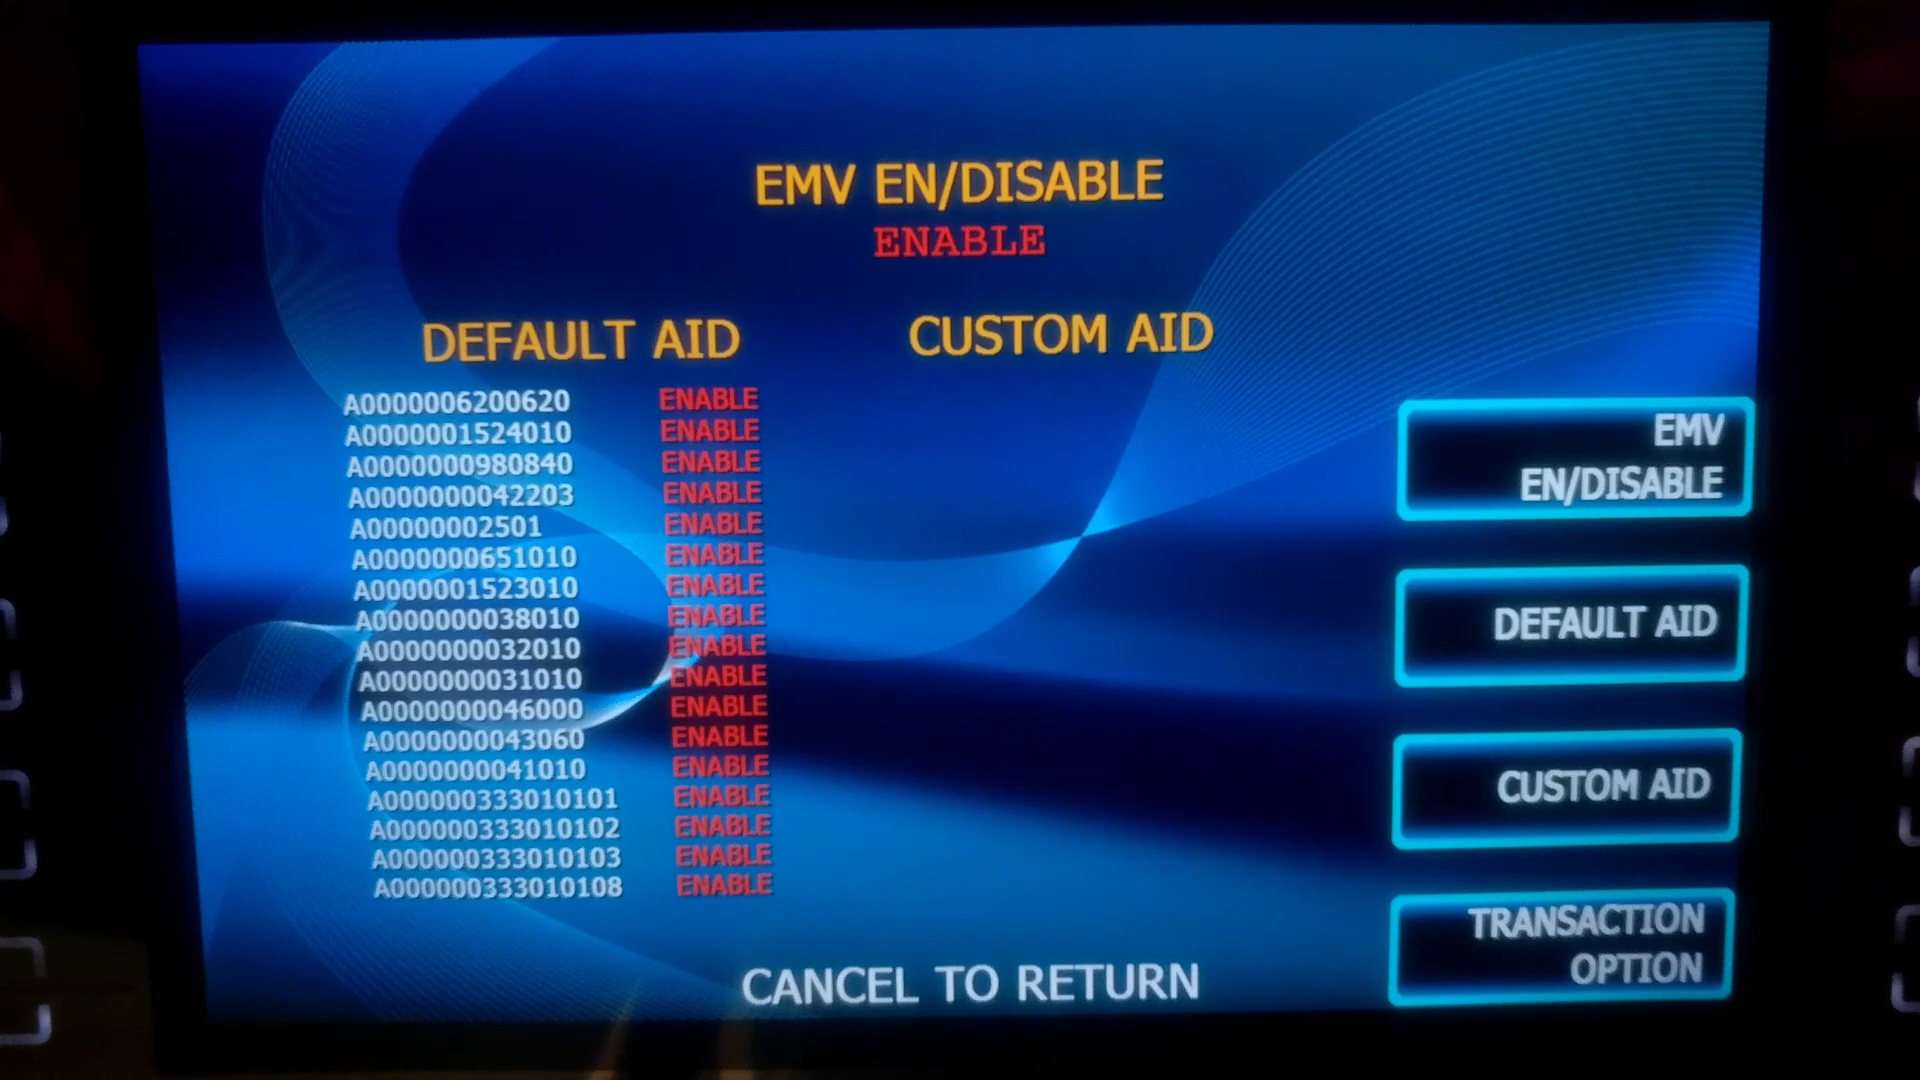 EMV EN/DISABLE
ENABLE
DEFAULT AID CUSTOM AID
A0000006200620 ENABLE
A0000001524010 ENABLE
A0000000980840 ENABLE
A0000000042203 ENABLE
A00000002501 ENABLE
A0000000651010 ENABLE
A0000001523010 ENABLE
A0000000038010 ENABLE
A0000000032010 ENABLE
A0000000031010 ENABLE
A0000000046000 ENABLE
A0000000043060 ENABLE
A0000000041010 ENABLE
A000000333010101 ENABLE
A000000333010102 ENABLE
A000000333010103 ENABLE
A000000333010108 ENABLE
EMV
EN/DISABLE
DEFAULT AID
CUSTOM AID
TRANSACTION
OPTION
CANCEL TO RETURN